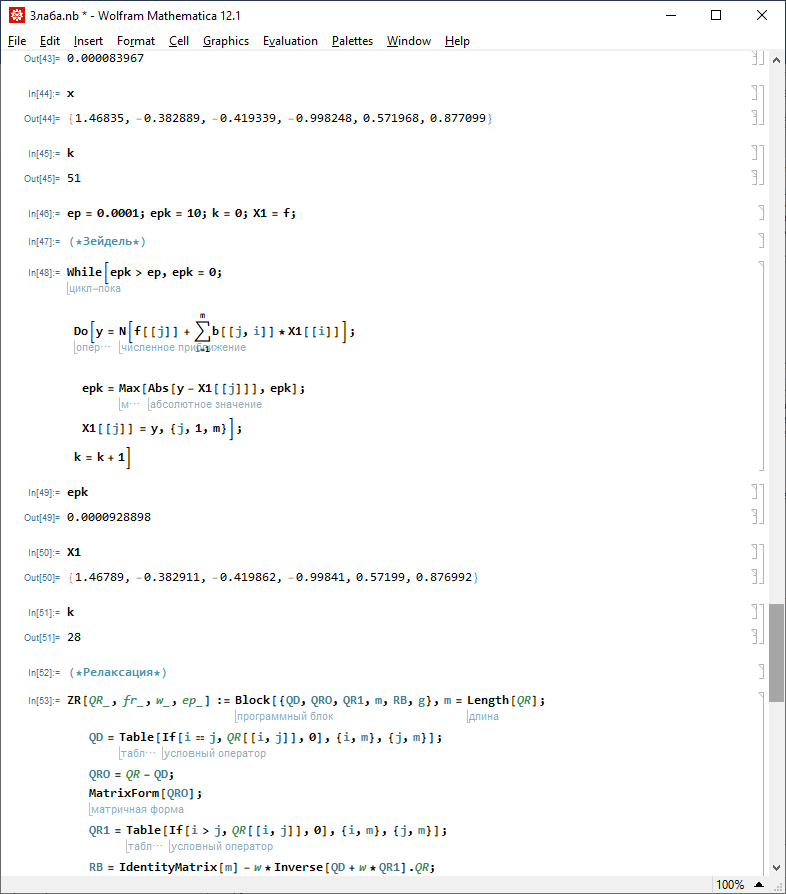 3лаба.nb * - Wolfram Mathematica 12.1
File Edit Insert Format Cell Graphics Evaluation Palettes Window Help
Out[43]= 0.000083967
In[44]:= x
Out[44]= {1.46835, -0.382889, -0.419339, -0.998248, 0.571968, 0.877099}
In[45]:= k
Out[45]= 51
In[46]:= ep = 0.0001; epk = 10; k = 0; X1 = f;
In[47]:= (*Зейдель*)
In[48]:= While[epk > ep, epk = 0;
цикл-пока
m
Do[y = N[f[[j]] + ∑b[[j, i]] * X1[[i]]];
i=1
опер… численное приближение
epk = Max[Abs[y - X1[[j]]], epk];
м… абсолютное значение
X1[[j]] = y, {j, 1, m}];
k = k + 1]
In[49]:= epk
Out[49]= 0.0000928898
In[50]:= X1
Out[50]= {1.46789, -0.382911, -0.419862, -0.99841, 0.57199, 0.876992}
In[51]:= k
Out[51]= 28
In[52]:= (*Релаксация*)
In[53]:= ZR[QR_, fr_, w_, ep_] := Block[{QD, QRO, QR1, m, RB, g}, m = Length[QR];
программный блок длина
QD = Table[If[i == j, QR[[i, j]], 0], {i, m}, {j, m}];
табл… условный оператор
QRO = QR - QD;
MatrixForm[QRO];
матричная форма
QR1 = Table[If[i > j, QR[[i, j]], 0], {i, m}, {j, m}];
табл… условный оператор
RB = IdentityMatrix[m] - w * Inverse[QD + w * QR1].QR;
100%